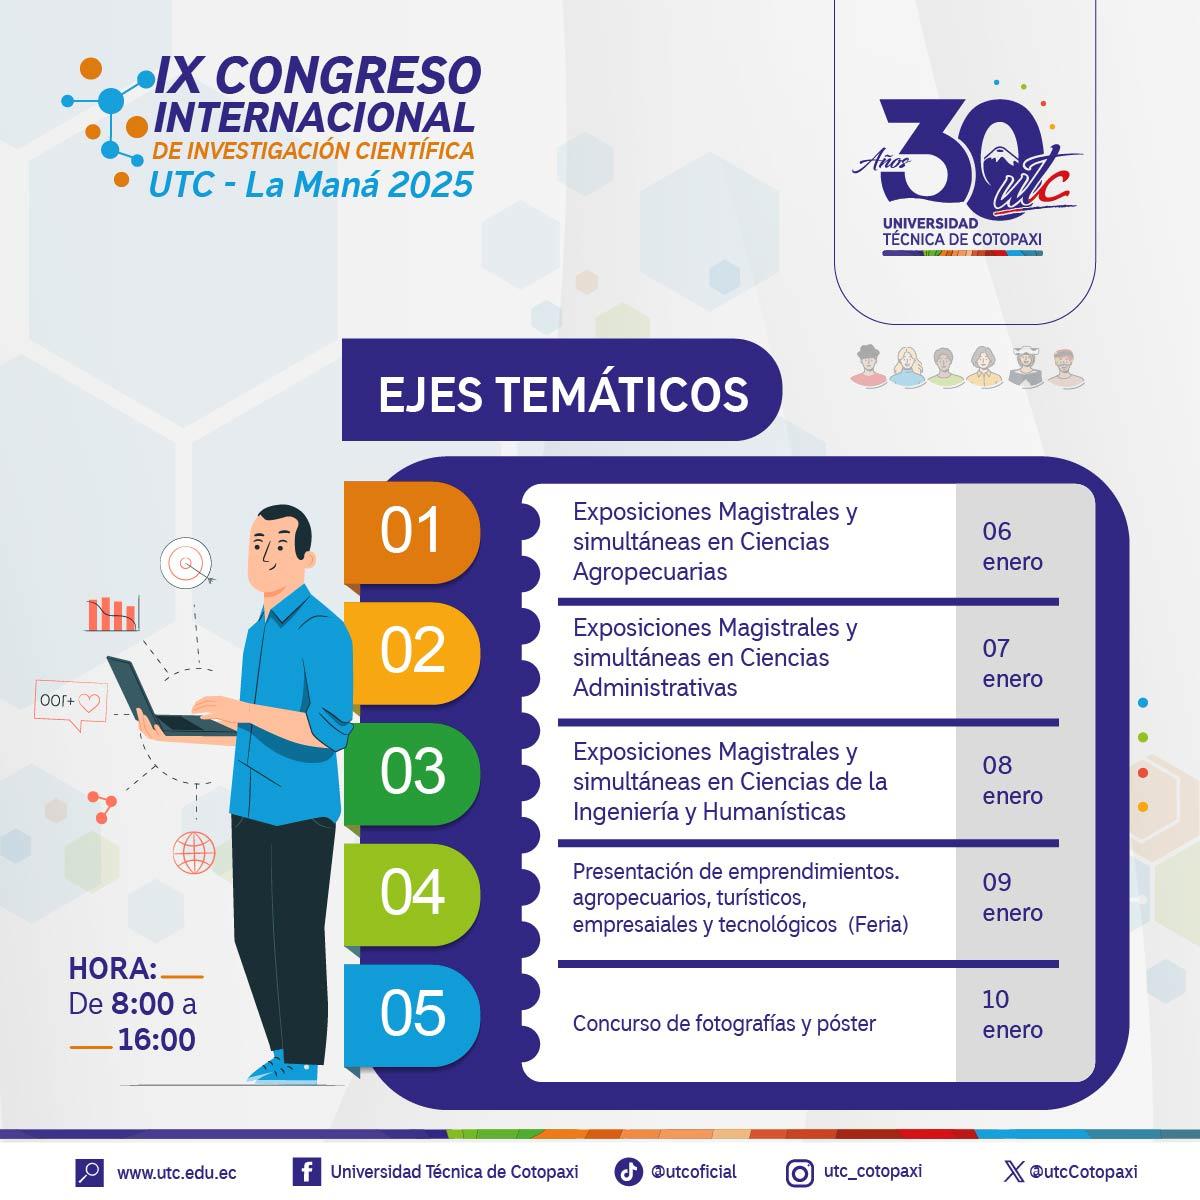 IX CONGRESO
INTERNACIONAL
DE INVESTIGACIÓN CIENTÍFICA
UTC - La Maná 2025
Años
30
utc
UNIVERSIDAD
TÉCNICA DE COTOPAXI
EJES TEMÁTICOS
01
Exposiciones Magistrales y
simultáneas en Ciencias
Agropecuarias
06
enero
02
Exposiciones Magistrales y
simultáneas en Ciencias
Administrativas
07
enero
03
Exposiciones Magistrales y
simultáneas en Ciencias de la
Ingeniería y Humanísticas
08
enero
04
Presentación de emprendimientos.
agropecuarios, turísticos,
empresaiales y tecnológicos (Feria)
09
enero
05
Concurso de fotografías y póster
10
enero
+100
HORA:
De 8:00 a
16:00
www.utc.edu.ec
Universidad Técnica de Cotopaxi
@utcoficial
utc_cotopaxi
@utcCotopaxi